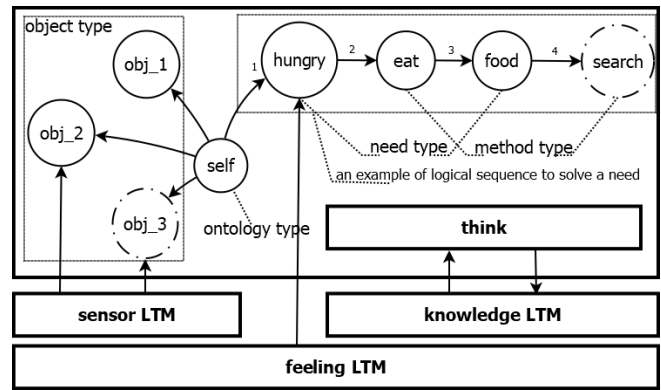 object type
obj_1
obj_2
obj_3
self
ontology type
1
hungry
2
eat
3
food
4
search
need type
method type
an example of logical sequence to solve a need
think
sensor LTM
knowledge LTM
feeling LTM